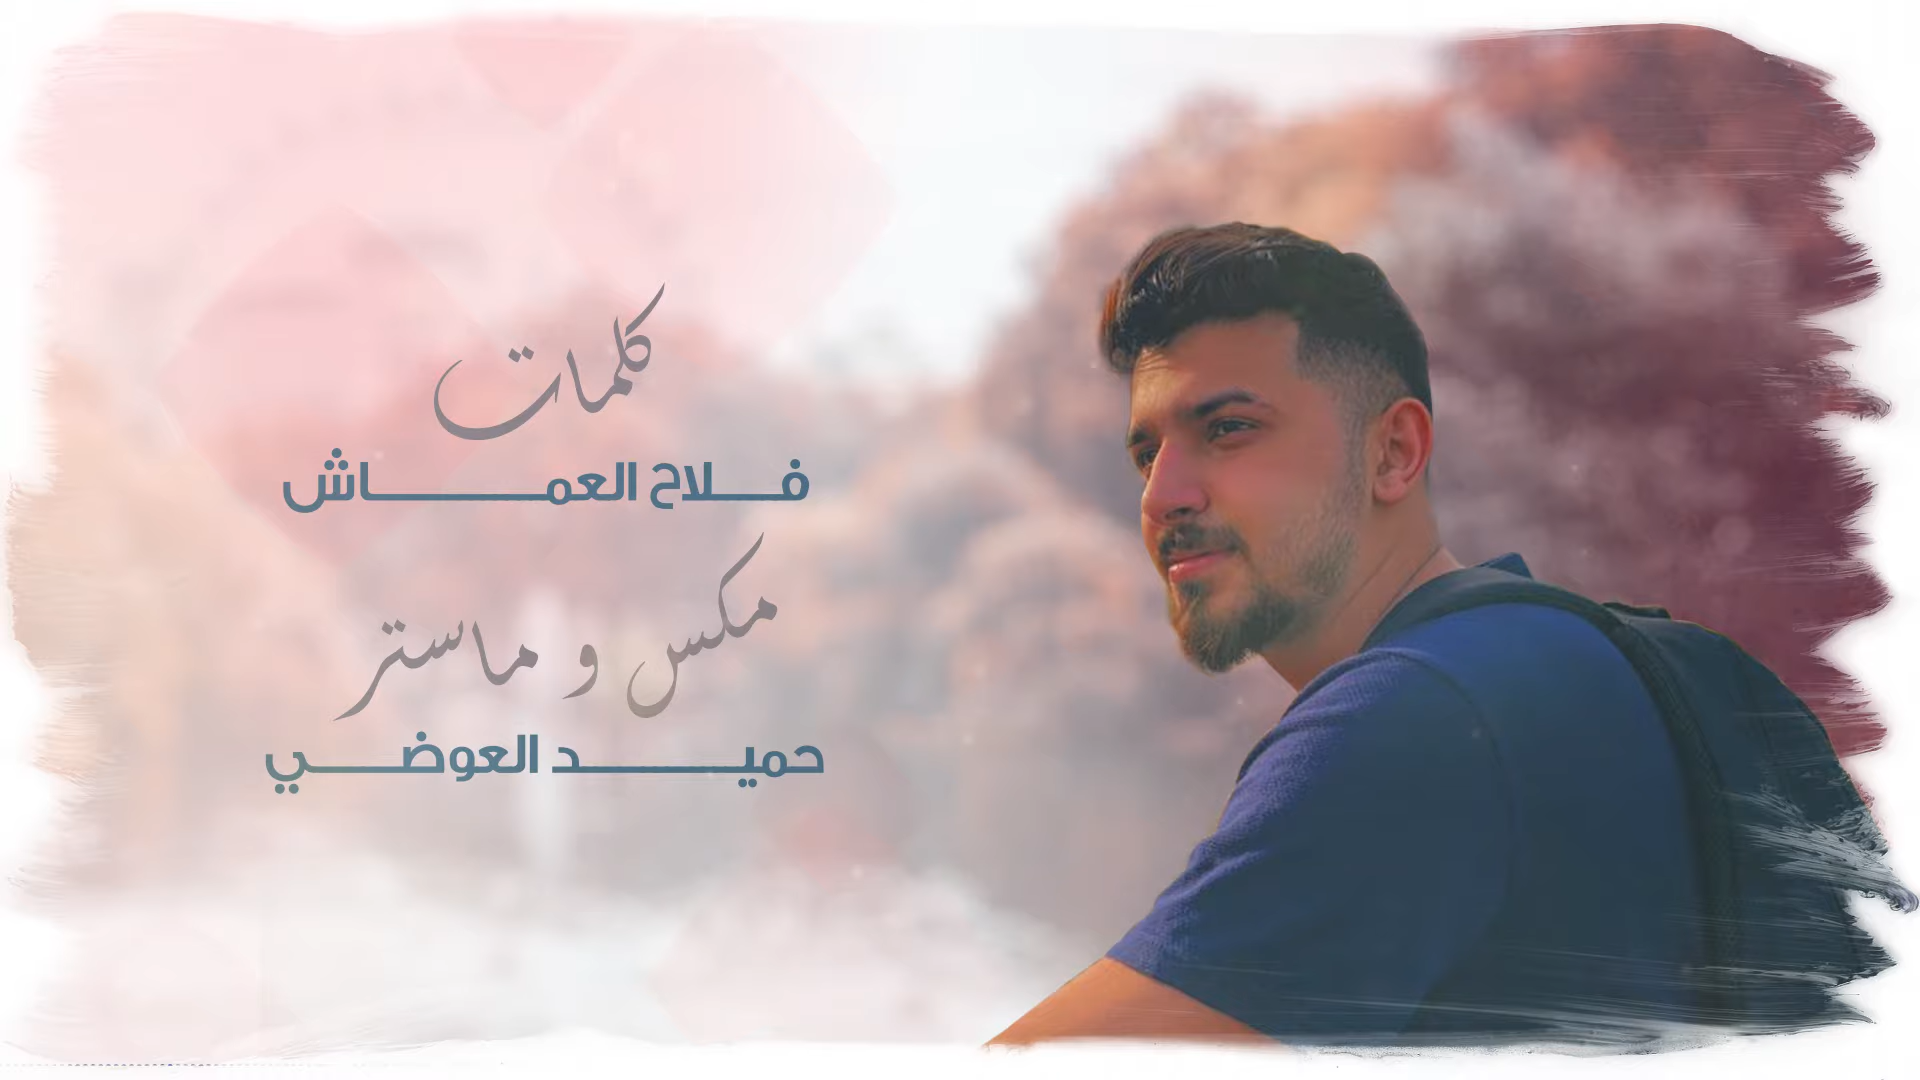 كلمات
فلاح العماش
مكس و ماستر
حميد العوضي